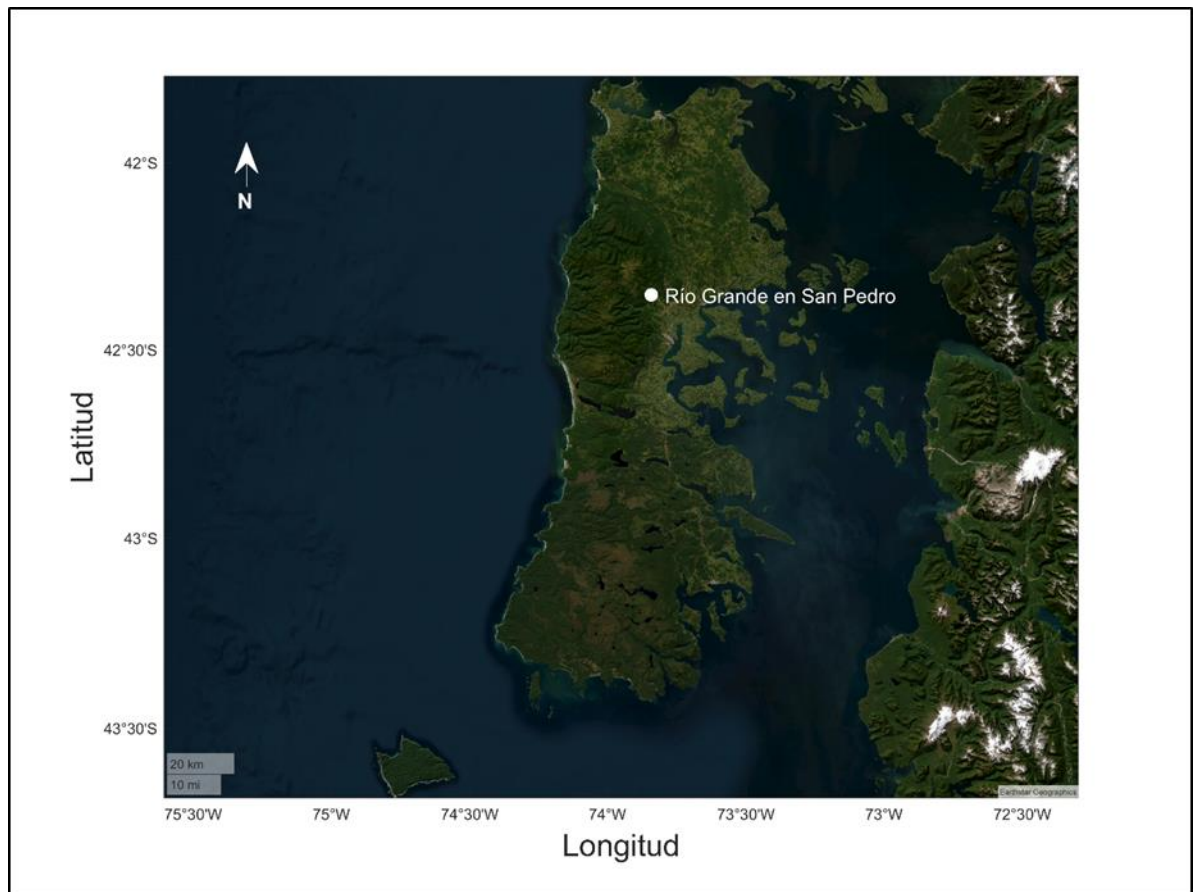 42°S
N
Río Grande en San Pedro
42°30'S
Latitud
43°S
43°30'S
20 km
10 mi
Earthstar Geographics
75°30'W
75°W
74°30'W
74°W
73°30'W
73°W
72°30'W
Longitud